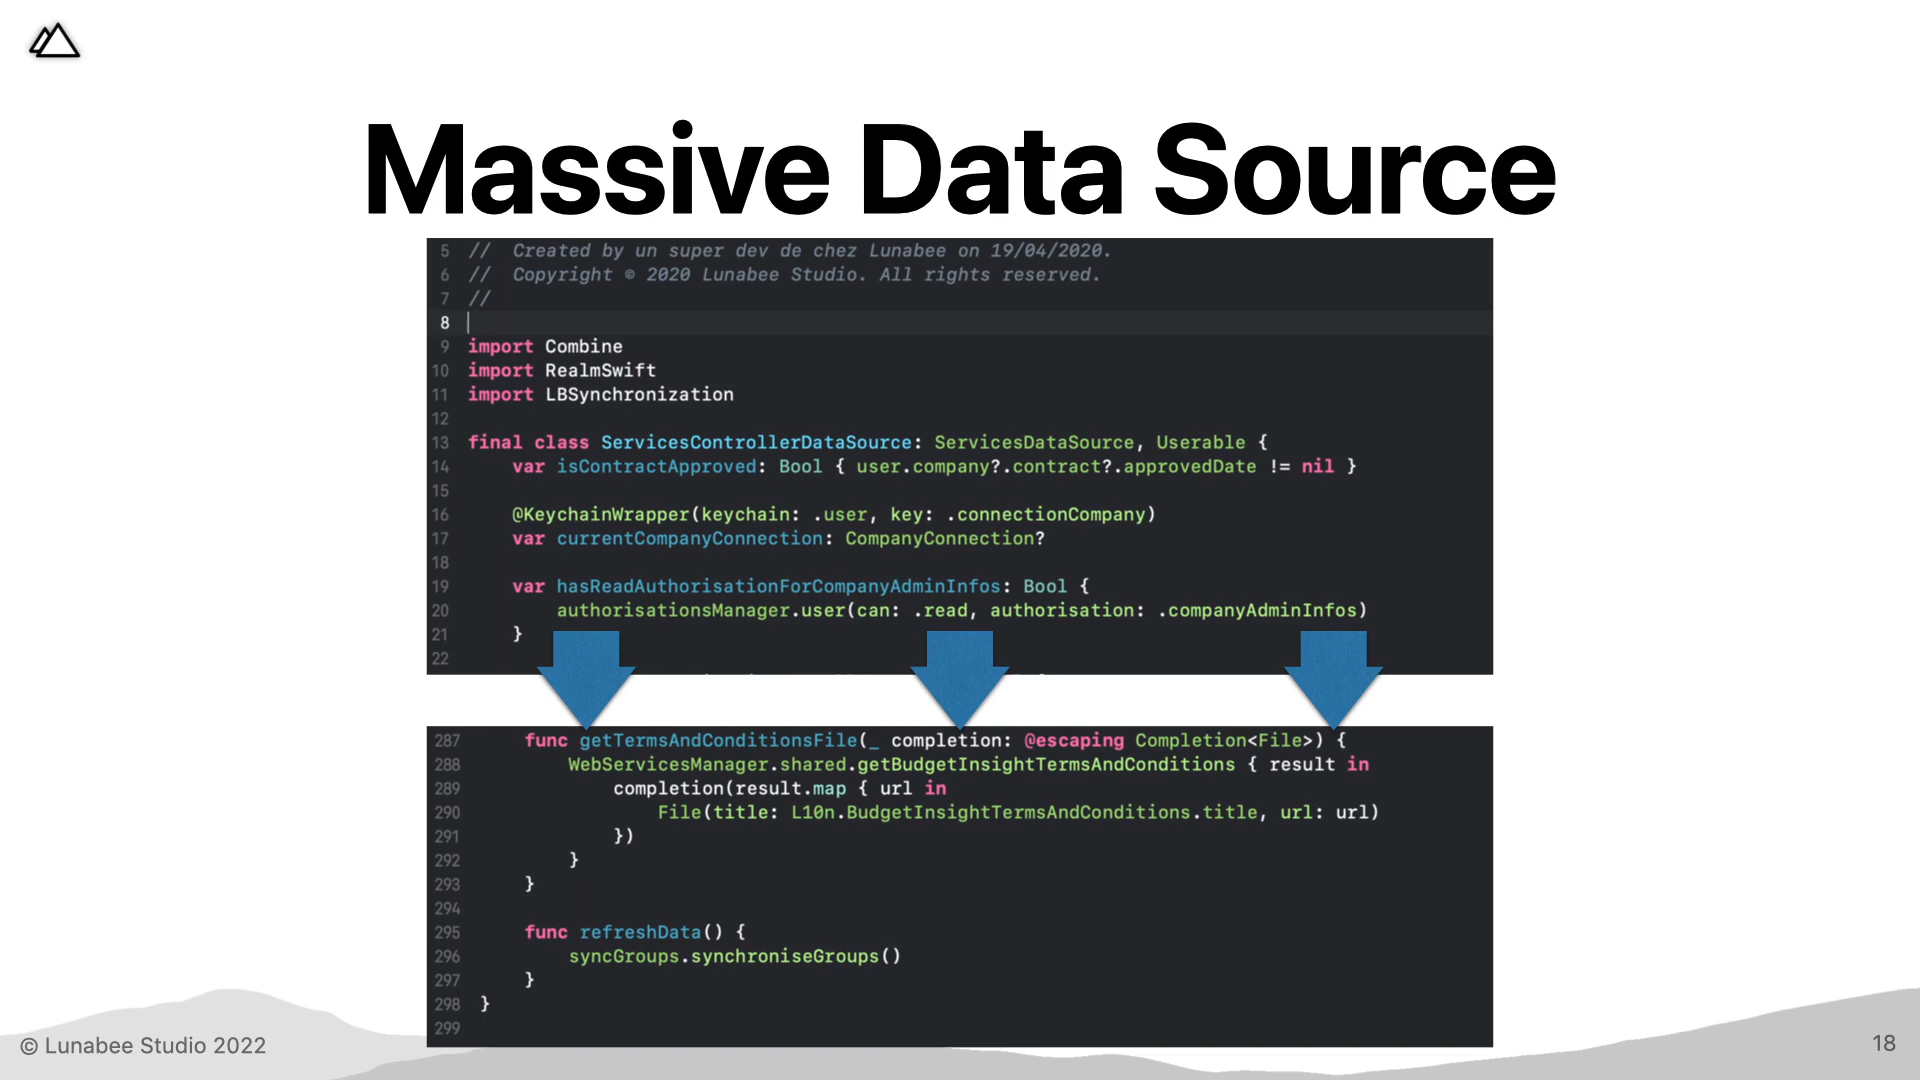 Massive Data Source
5 //  Created by un super dev de chez Lunabee on 19/04/2020.
6 //  Copyright © 2020 Lunabee Studio. All rights reserved.
7 //
8
9 import Combine
10 import RealmSwift
11 import LBSynchronization
12
13 final class ServicesControllerDataSource: ServicesDataSource, Userable {
14     var isContractApproved: Bool { user.company?.contract?.approvedDate != nil }
15
16     @KeychainWrapper(keychain: .user, key: .connectionCompany)
17     var currentCompanyConnection: CompanyConnection?
18
19     var hasReadAuthorisationForCompanyAdminInfos: Bool {
20         authorisationsManager.user(can: .read, authorisation: .companyAdminInfos)
21     }
22
287     func getTermsAndConditionsFile(_ completion: @escaping Completion<File>) {
288         WebServicesManager.shared.getBudgetInsightTermsAndConditions { result in
289             completion(result.map { url in
290                 File(title: L10n.BudgetInsightTermsAndConditions.title, url: url)
291             })
292         }
293     }
294
295     func refreshData() {
296         syncGroups.synchroniseGroups()
297     }
298 }
299
© Lunabee Studio 2022
18